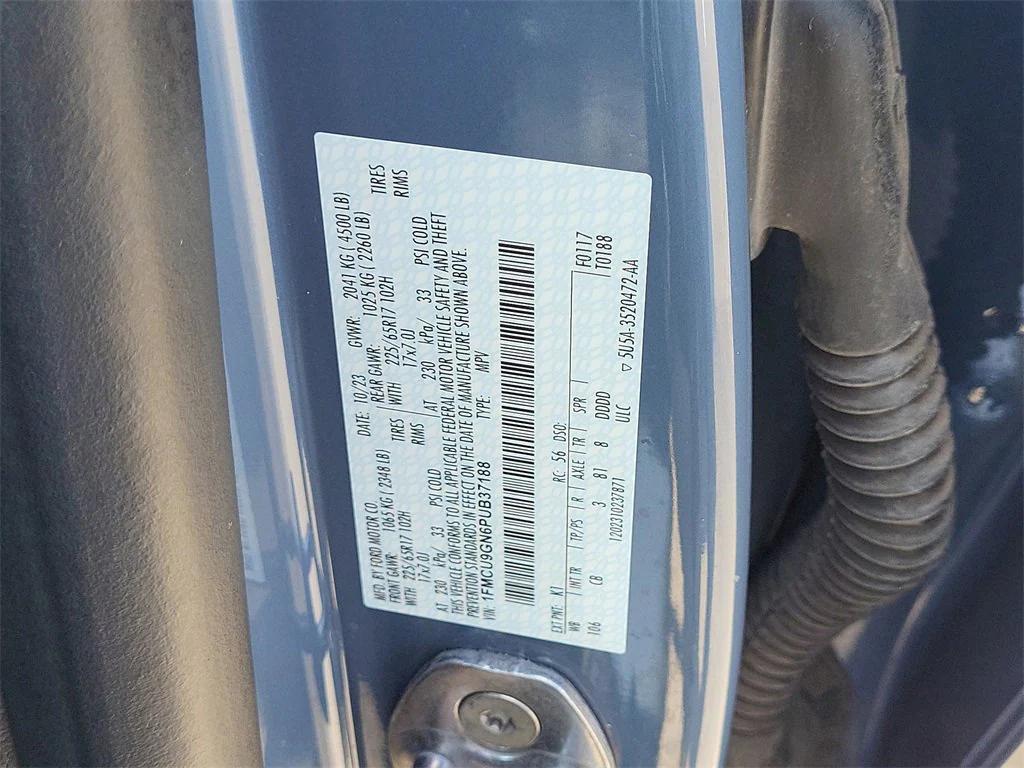 MFD. BY FORD MOTOR CO. DATE: 10/23 GVWR: 2041 KG ( 4500 LB)
FRONT GAWR: 1065 KG ( 2348 LB) REAR GAWR: 1025 KG ( 2260 LB)
WITH 225/65R17 102H TIRES WITH 225/65R17 102H TIRES
17x7.0J RIMS 17x7.0J RIMS
AT 230 kPa/ 33 PSI COLD AT 230 kPa/ 33 PSI COLD
THIS VEHICLE CONFORMS TO ALL APPLICABLE FEDERAL MOTOR VEHICLE SAFETY AND THEFT
PREVENTION STANDARDS IN EFFECT ON THE DATE OF MANUFACTURE SHOWN ABOVE.
VIN: 1FMCU9GN6PUB37188 TYPE: MPV
EXT PNT: K1 RC: 56 DSO: F0117
WB INT TR TP/PS R AXLE TR SPR T0188
106 CB 3 81 8 DDDD
1202310237871 ULC ▽ 5U5A-3520472-AA